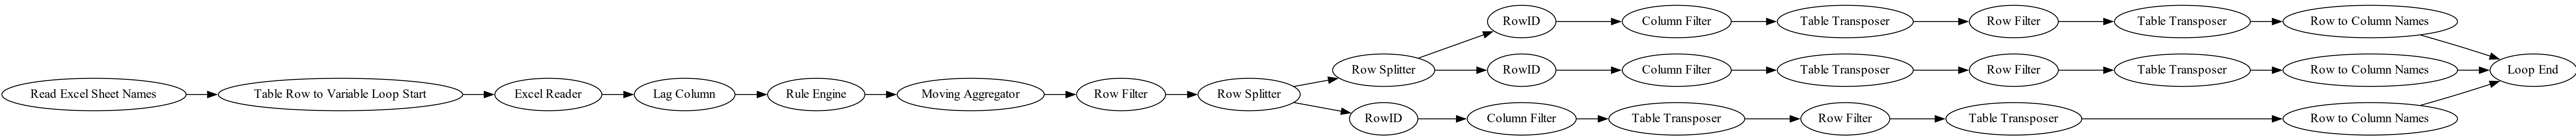 Read Excel Sheet Names
Table Row to Variable Loop Start
Excel Reader
Lag Column
Rule Engine
Moving Aggregator
Row Filter
Row Splitter
Row Splitter
RowID
Column Filter
Table Transposer
Row Filter
Table Transposer
Row to Column Names
RowID
Column Filter
Table Transposer
Row Filter
Table Transposer
Row to Column Names
RowID
Column Filter
Table Transposer
Row Filter
Table Transposer
Row to Column Names
Loop End